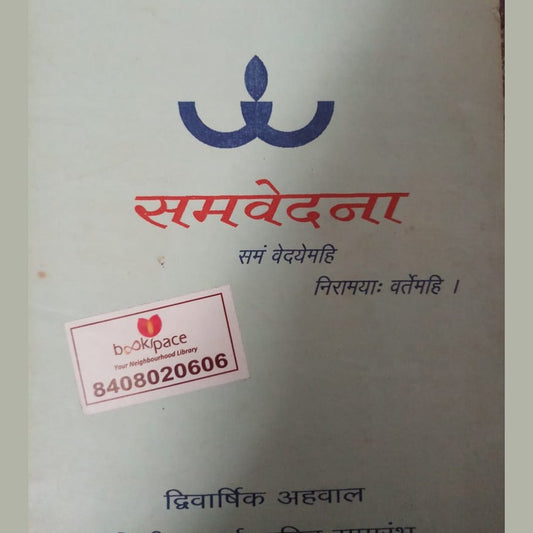 समवेदना
समं वेदयेमहि
निरामयाः वर्तेमहि ।
bookspace
Your Neighbourhood Library
8408020606
द्विवार्षिक अहवाल